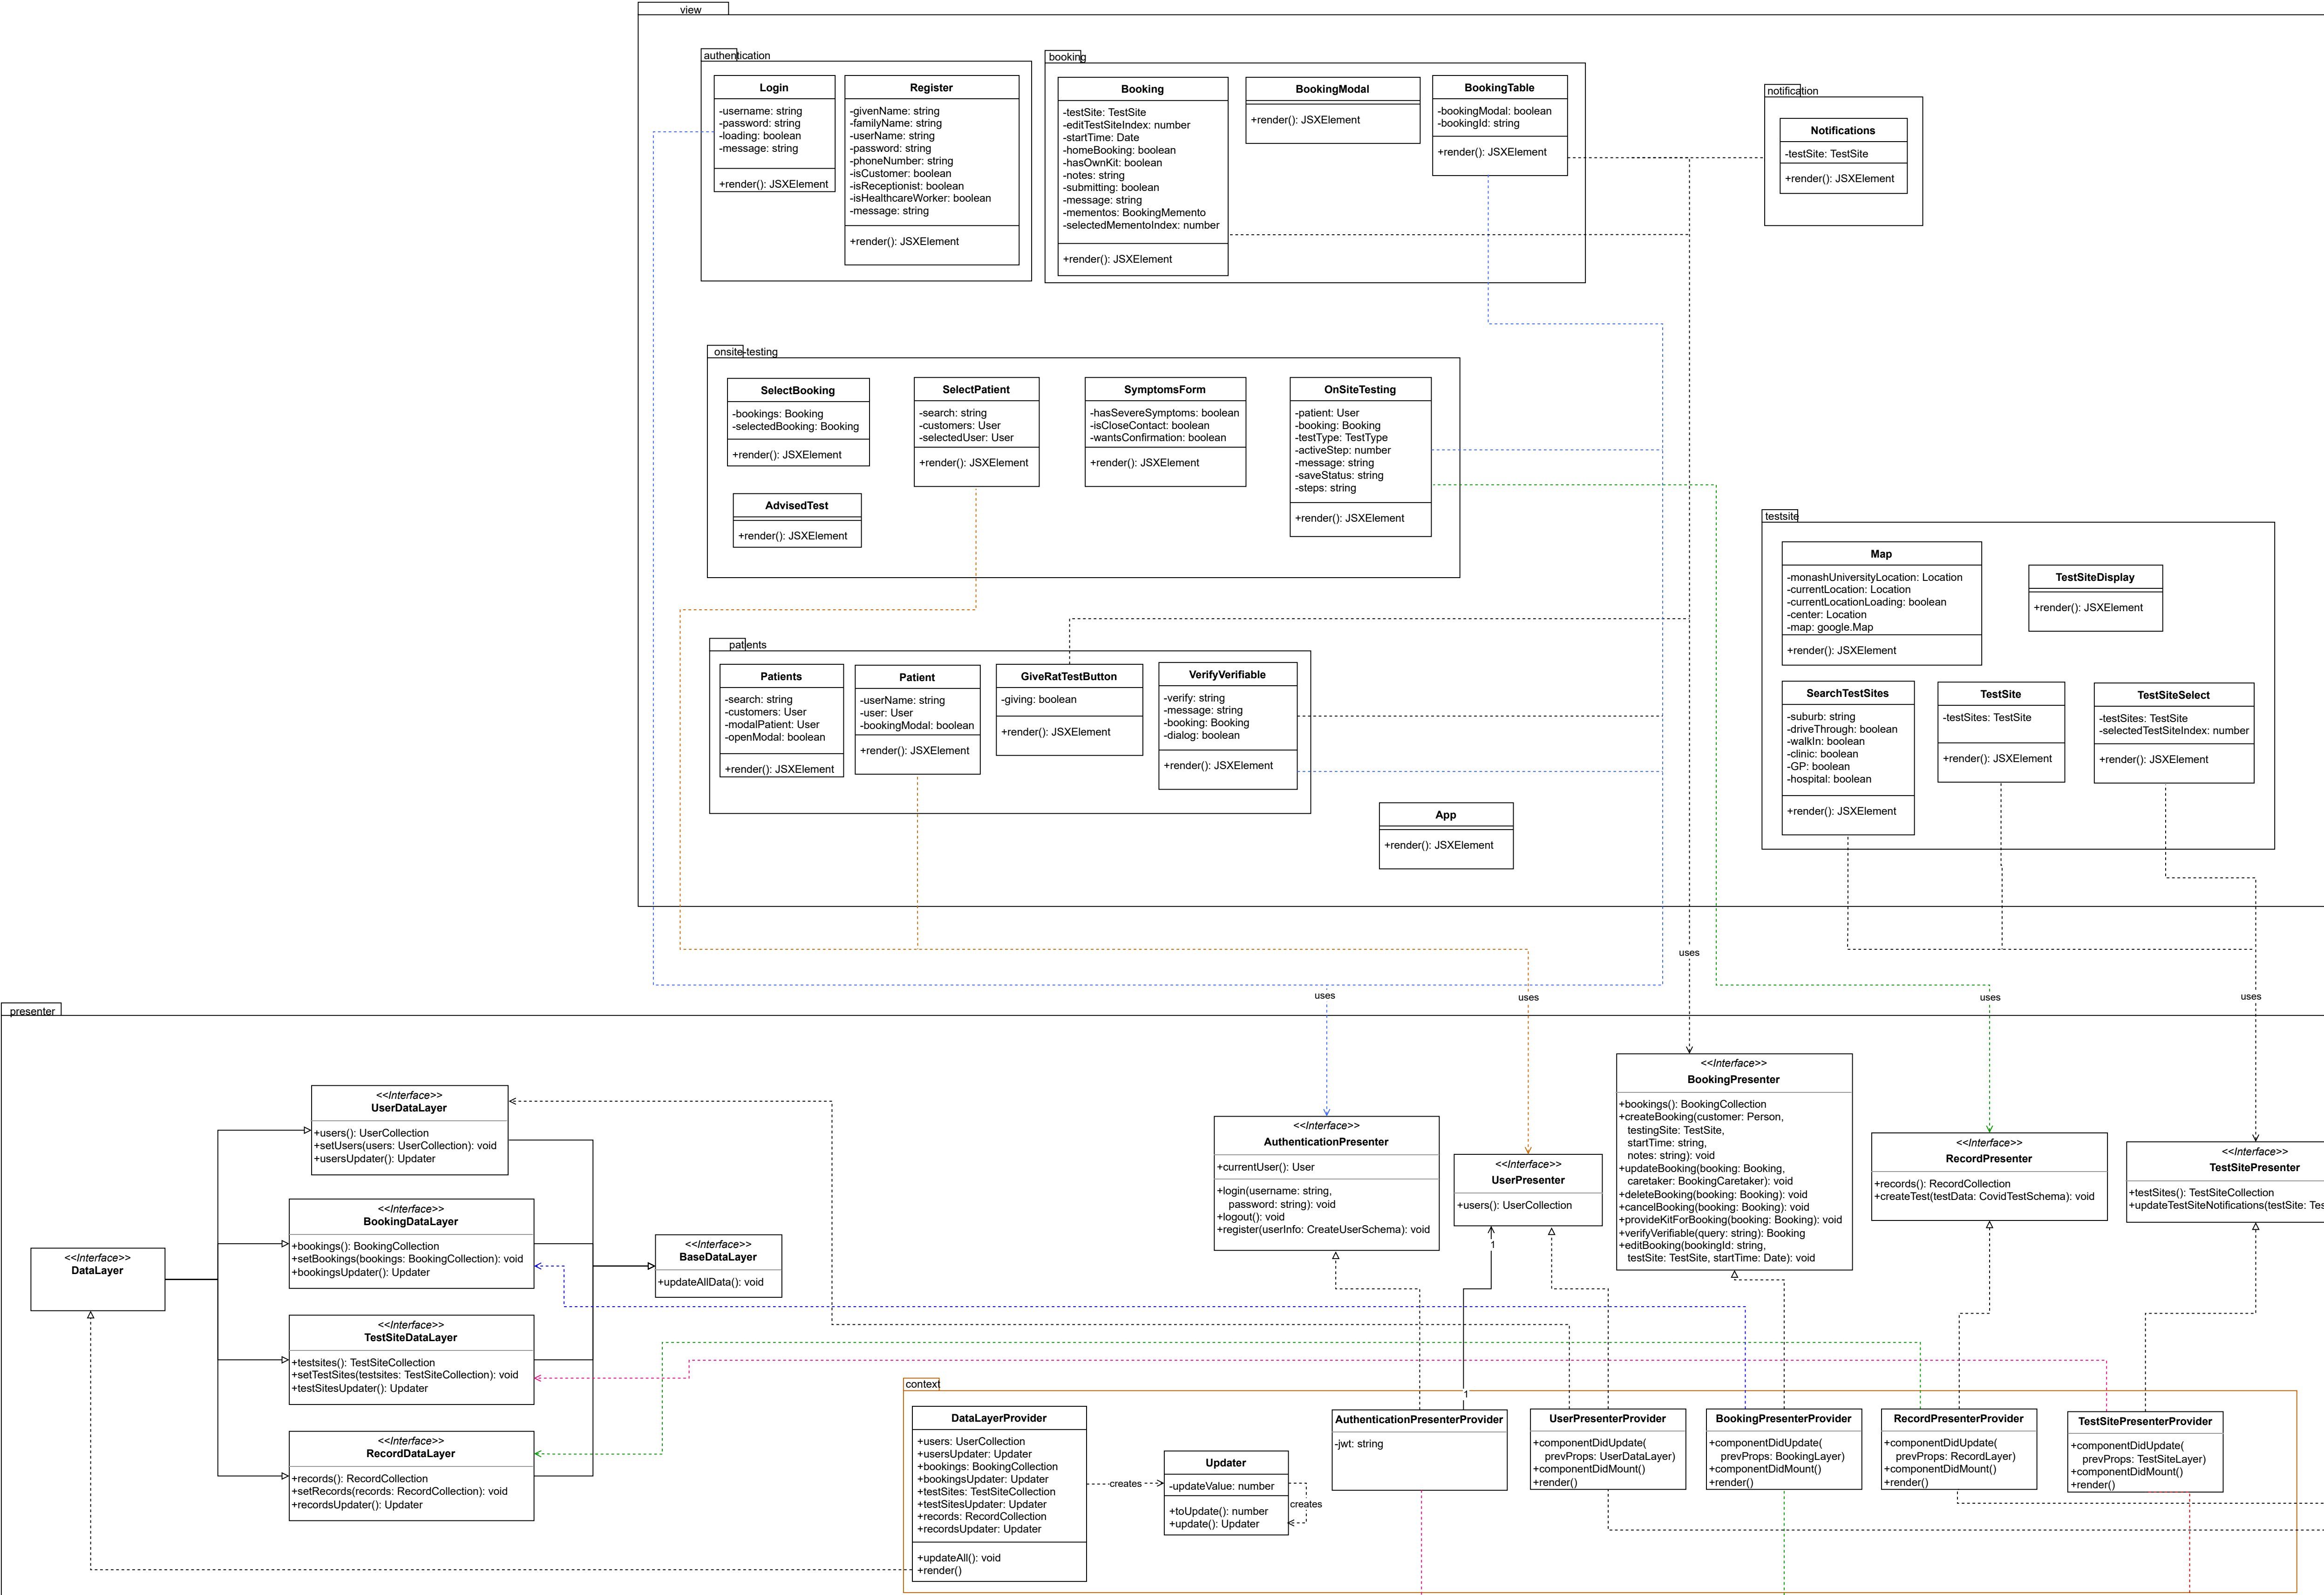 view
authentication
Login
-username: string
-password: string
-loading: boolean
-message: string
+render(): JSXElement
Register
-givenName: string
-familyName: string
-userName: string
-password: string
-phoneNumber: string
-isCustomer: boolean
-isReceptionist: boolean
-isHealthcareWorker: boolean
-message: string
+render(): JSXElement
booking
Booking
-testSite: TestSite
-editTestSiteIndex: number
-startTime: Date
-homeBooking: boolean
-hasOwnKit: boolean
-notes: string
-submitting: boolean
-message: string
-mementos: BookingMemento
-selectedMementoIndex: number
+render(): JSXElement
BookingModal
+render(): JSXElement
BookingTable
-bookingModal: boolean
-bookingId: string
+render(): JSXElement
notification
Notifications
-testSite: TestSite
+render(): JSXElement
onsite-testing
SelectBooking
-bookings: Booking
-selectedBooking: Booking
+render(): JSXElement
SelectPatient
-search: string
-customers: User
-selectedUser: User
+render(): JSXElement
SymptomsForm
-hasSevereSymptoms: boolean
-isCloseContact: boolean
-wantsConfirmation: boolean
+render(): JSXElement
OnSiteTesting
-patient: User
-booking: Booking
-testType: TestType
-activeStep: number
-message: string
-saveStatus: string
-steps: string
+render(): JSXElement
AdvisedTest
+render(): JSXElement
testsite
Map
-monashUniversityLocation: Location
-currentLocation: Location
-currentLocationLoading: boolean
-center: Location
-map: google.Map
+render(): JSXElement
TestSiteDisplay
+render(): JSXElement
SearchTestSites
-suburb: string
-driveThrough: boolean
-walkIn: boolean
-clinic: boolean
-GP: boolean
-hospital: boolean
+render(): JSXElement
TestSite
-testSites: TestSite
+render(): JSXElement
TestSiteSelect
-testSites: TestSite
-selectedTestSiteIndex: number
+render(): JSXElement
patients
Patients
-search: string
-customers: User
-modalPatient: User
-openModal: boolean
+render(): JSXElement
Patient
-userName: string
-user: User
-bookingModal: boolean
+render(): JSXElement
GiveRatTestButton
-giving: boolean
+render(): JSXElement
VerifyVerifiable
-verify: string
-message: string
-booking: Booking
-dialog: boolean
+render(): JSXElement
App
+render(): JSXElement
uses
uses
uses
uses
uses
presenter
<<Interface>>
UserDataLayer
+users(): UserCollection
+setUsers(users: UserCollection): void
+usersUpdater(): Updater
<<Interface>>
BookingDataLayer
+bookings(): BookingCollection
+setBookings(bookings: BookingCollection): void
+bookingsUpdater(): Updater
<<Interface>>
DataLayer
<<Interface>>
BaseDataLayer
+updateAllData(): void
<<Interface>>
TestSiteDataLayer
+testsites(): TestSiteCollection
+setTestSites(testsites: TestSiteCollection): void
+testSitesUpdater(): Updater
<<Interface>>
RecordDataLayer
+records(): RecordCollection
+setRecords(records: RecordCollection): void
+recordsUpdater(): Updater
<<Interface>>
AuthenticationPresenter
+currentUser(): User
+login(username: string,
password: string): void
+logout(): void
+register(userInfo: CreateUserSchema): void
<<Interface>>
UserPresenter
+users(): UserCollection
1
1
<<Interface>>
BookingPresenter
+bookings(): BookingCollection
+createBooking(customer: Person,
testingSite: TestSite,
startTime: string,
notes: string): void
+updateBooking(booking: Booking,
caretaker: BookingCaretaker): void
+deleteBooking(booking: Booking): void
+cancelBooking(booking: Booking): void
+provideKitForBooking(booking: Booking): void
+verifyVerifiable(query: string): Booking
+editBooking(bookingId: string,
testSite: TestSite, startTime: Date): void
<<Interface>>
RecordPresenter
+records(): RecordCollection
+createTest(testData: CovidTestSchema): void
<<Interface>>
TestSitePresenter
+testSites(): TestSiteCollection
+updateTestSiteNotifications(testSite: Tes
context
DataLayerProvider
+users: UserCollection
+usersUpdater: Updater
+bookings: BookingCollection
+bookingsUpdater: Updater
+testSites: TestSiteCollection
+testSitesUpdater: Updater
+records: RecordCollection
+recordsUpdater: Updater
+updateAll(): void
+render()
creates
Updater
-updateValue: number
+toUpdate(): number
+update(): Updater
creates
AuthenticationPresenterProvider
-jwt: string
UserPresenterProvider
+componentDidUpdate(
prevProps: UserDataLayer)
+componentDidMount()
+render()
BookingPresenterProvider
+componentDidUpdate(
prevProps: BookingLayer)
+componentDidMount()
+render()
RecordPresenterProvider
+componentDidUpdate(
prevProps: RecordLayer)
+componentDidMount()
+render()
TestSitePresenterProvider
+componentDidUpdate(
prevProps: TestSiteLayer)
+componentDidMount()
+render()